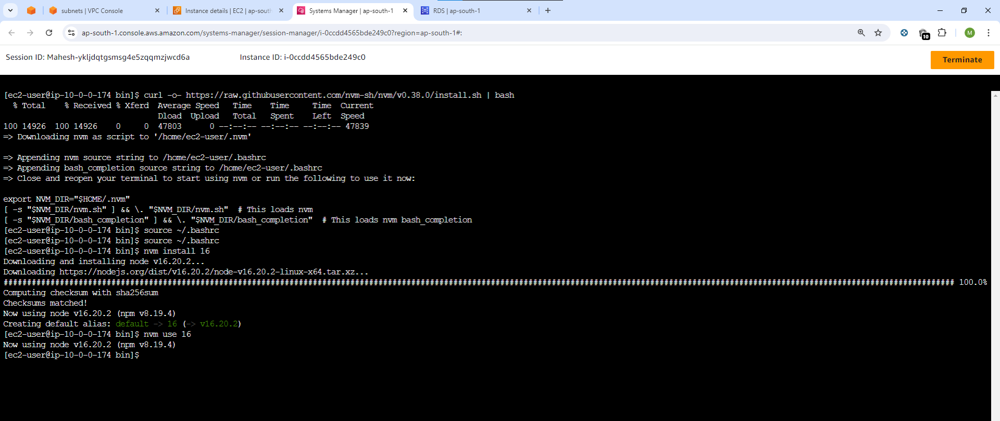 subnets | VPC Console
Instance details | EC2 | ap-south
Systems Manager | ap-south-1
RDS | ap-south-1
ap-south-1.console.aws.amazon.com/systems-manager/session-manager/i-0ccdd4565bde249c0?region=ap-south-1#:
10
M
Session ID: Mahesh-ykljdqtgsmsg4e5zqqmzjwcd6a
Instance ID: i-0ccdd4565bde249c0
Terminate
[ec2-user@ip-10-0-0-174 bin]$ curl -o- https://raw.githubusercontent.com/nvm-sh/nvm/v0.38.0/install.sh | bash
% Total % Received % Xferd Average Speed Time Time Time Current
Dload Upload Total Spent Left Speed
100 14926 100 14926 0 0 47803 0 --:--:-- --:--:-- --:--:-- 47839
=> Downloading nvm as script to '/home/ec2-user/.nvm'
=> Appending nvm source string to /home/ec2-user/.bashrc
=> Appending bash_completion source string to /home/ec2-user/.bashrc
=> Close and reopen your terminal to start using nvm or run the following to use it now:
export NVM_DIR="$HOME/.nvm"
[ -s "$NVM_DIR/nvm.sh" ] && \. "$NVM_DIR/nvm.sh" # This loads nvm
[ -s "$NVM_DIR/bash_completion" ] && \. "$NVM_DIR/bash_completion" # This loads nvm bash_completion
[ec2-user@ip-10-0-0-174 bin]$ source ~/.bashrc
[ec2-user@ip-10-0-0-174 bin]$ source ~/.bashrc
[ec2-user@ip-10-0-0-174 bin]$ nvm install 16
Downloading and installing node v16.20.2...
Downloading https://nodejs.org/dist/v16.20.2/node-v16.20.2-linux-x64.tar.xz...
########################################################################################################################################################################################################### 100.0%
Computing checksum with sha256sum
Checksums matched!
Now using node v16.20.2 (npm v8.19.4)
Creating default alias: default -> 16 (-> v16.20.2)
[ec2-user@ip-10-0-0-174 bin]$ nvm use 16
Now using node v16.20.2 (npm v8.19.4)
[ec2-user@ip-10-0-0-174 bin]$